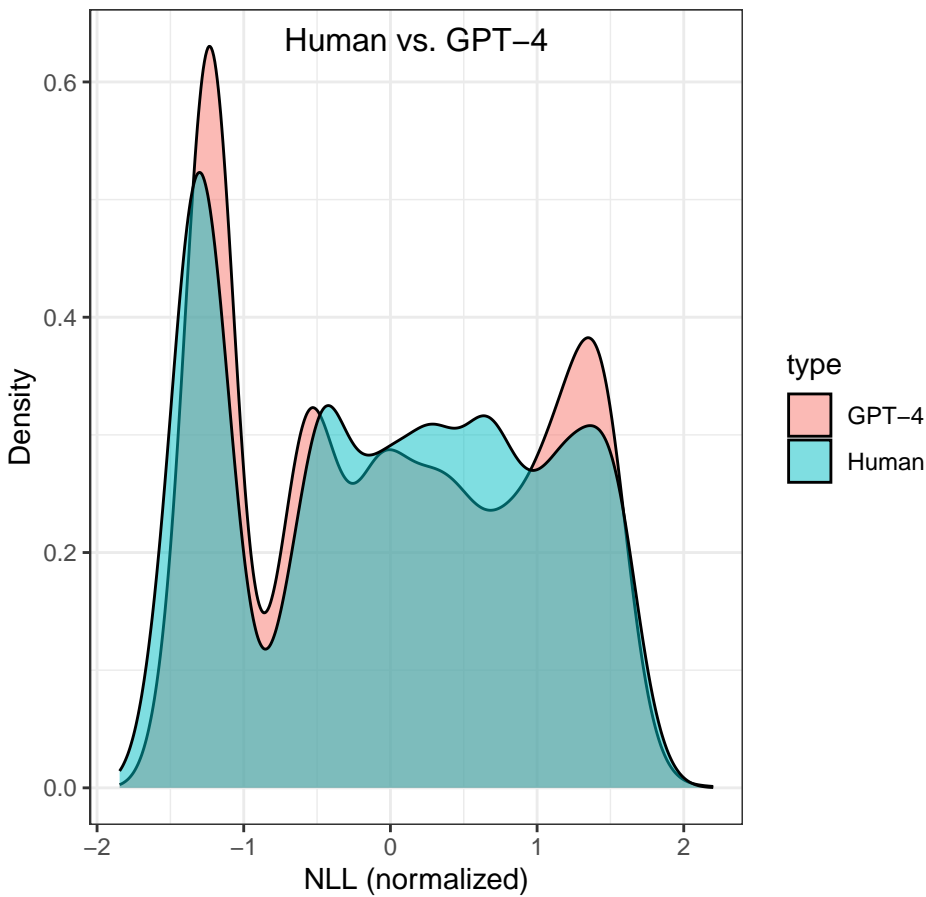 Human vs. GPT−4
0.6
0.4
0.2
0.0
Density
−2 −1 0 1 2
NLL (normalized)
type
GPT−4
Human